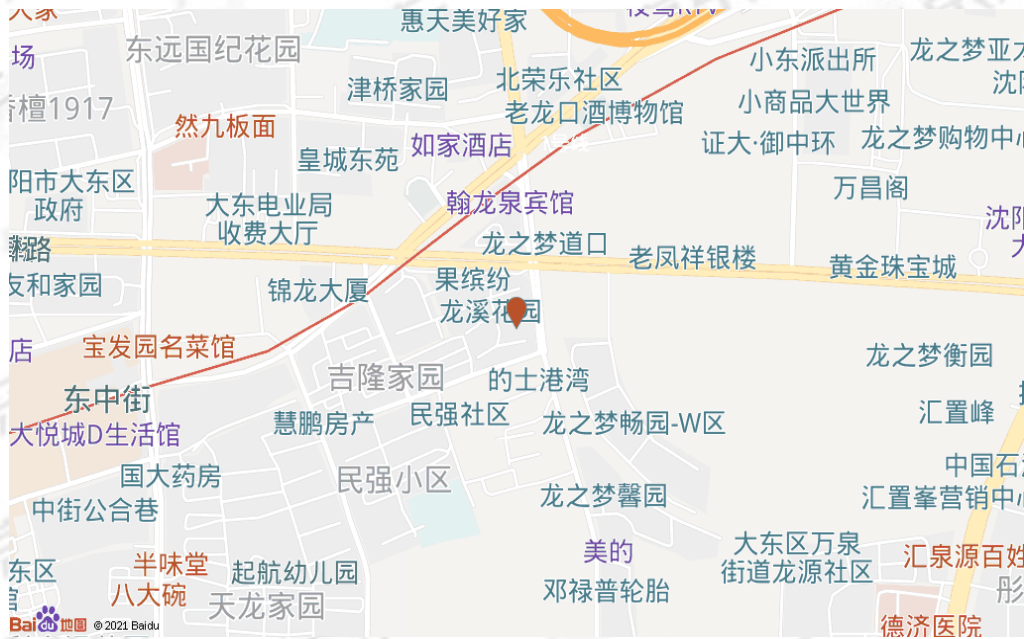 惠天美好家
东远国纪花园
场
小东派出所
津桥家园
北荣乐社区
檀1917
老龙口酒博物馆
小商品大世界
然九板面
如家酒店
证大·御中环
龙之梦购物中
皇城东苑
阳市大东区
政府
万昌阁
大东电业局
收费大厅
翰龙泉宾馆
龙之梦道口
老凤祥银楼
黄金珠宝城
路
友和家园
锦龙大厦
果缤纷
龙溪花园
店
宝发园名菜馆
吉隆家园
龙之梦衡园
的士港湾
东中街
民强社区
汇置峰
大悦城D生活馆
慧鹏房产
龙之梦畅园-W区
国大药房
民强小区
中国石
中街公合巷
龙之梦馨园
汇置峯营销中
美的
大东区万泉
街道龙源社区
东区
半味堂
起航幼儿园
汇泉源百姓
八大碗
天龙家园
邓禄普轮胎
德济医院
Bai地图 © 2021 Baidu